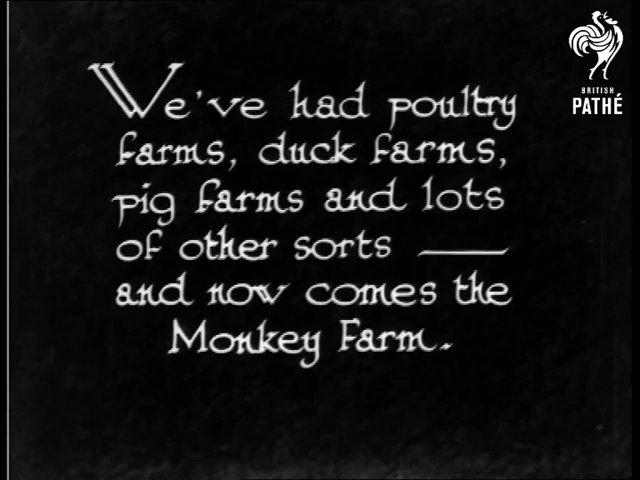 We've had poultry
farms, duck farms,
pig farms and lots
of other sorts ——
and now comes the
Monkey Farm.
BRITISH
PATHÉ